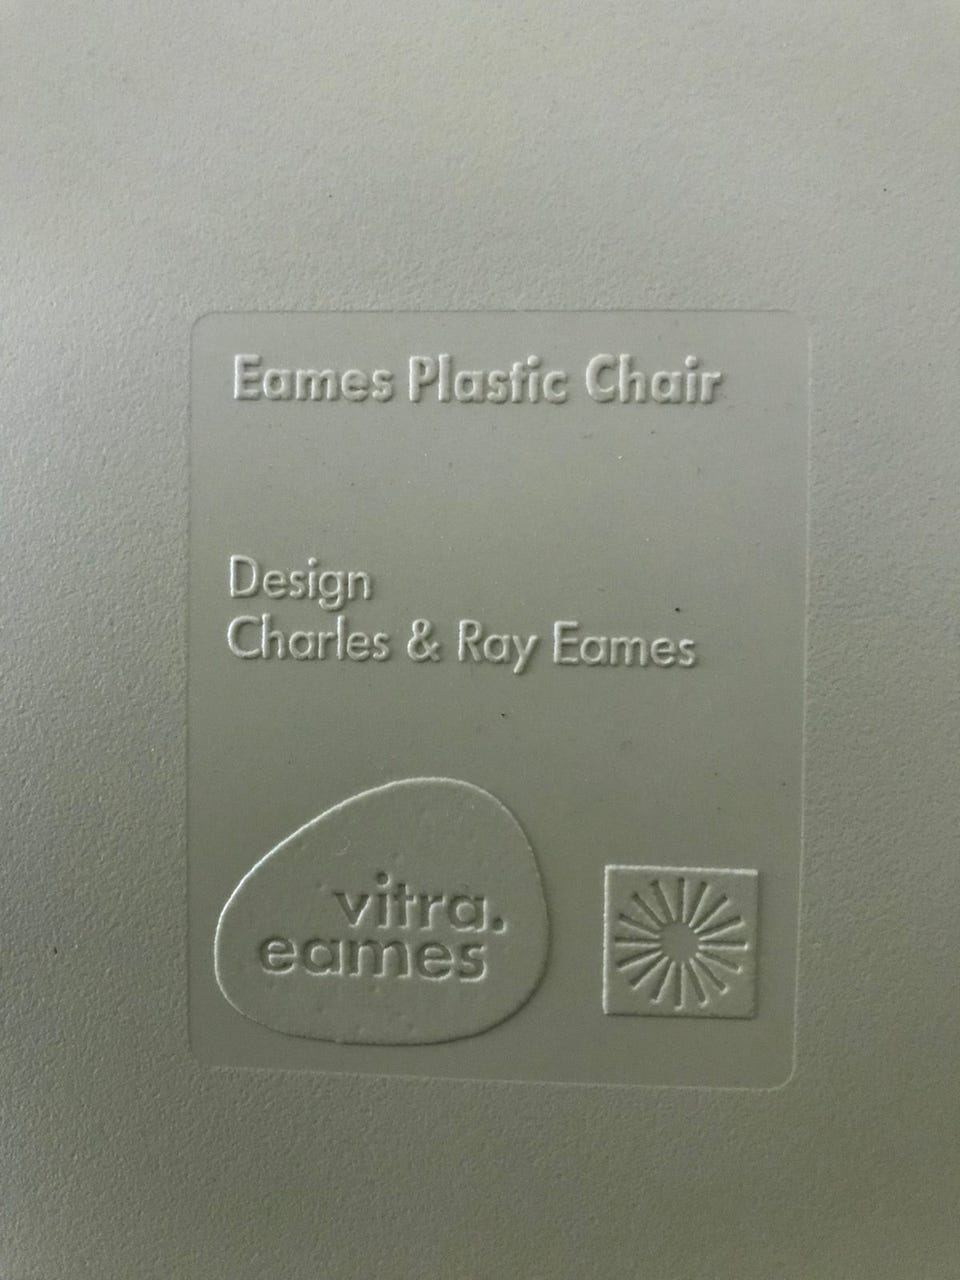 Eames Plastic Chair
Design
Charles & Ray Eames
vitra.
eames